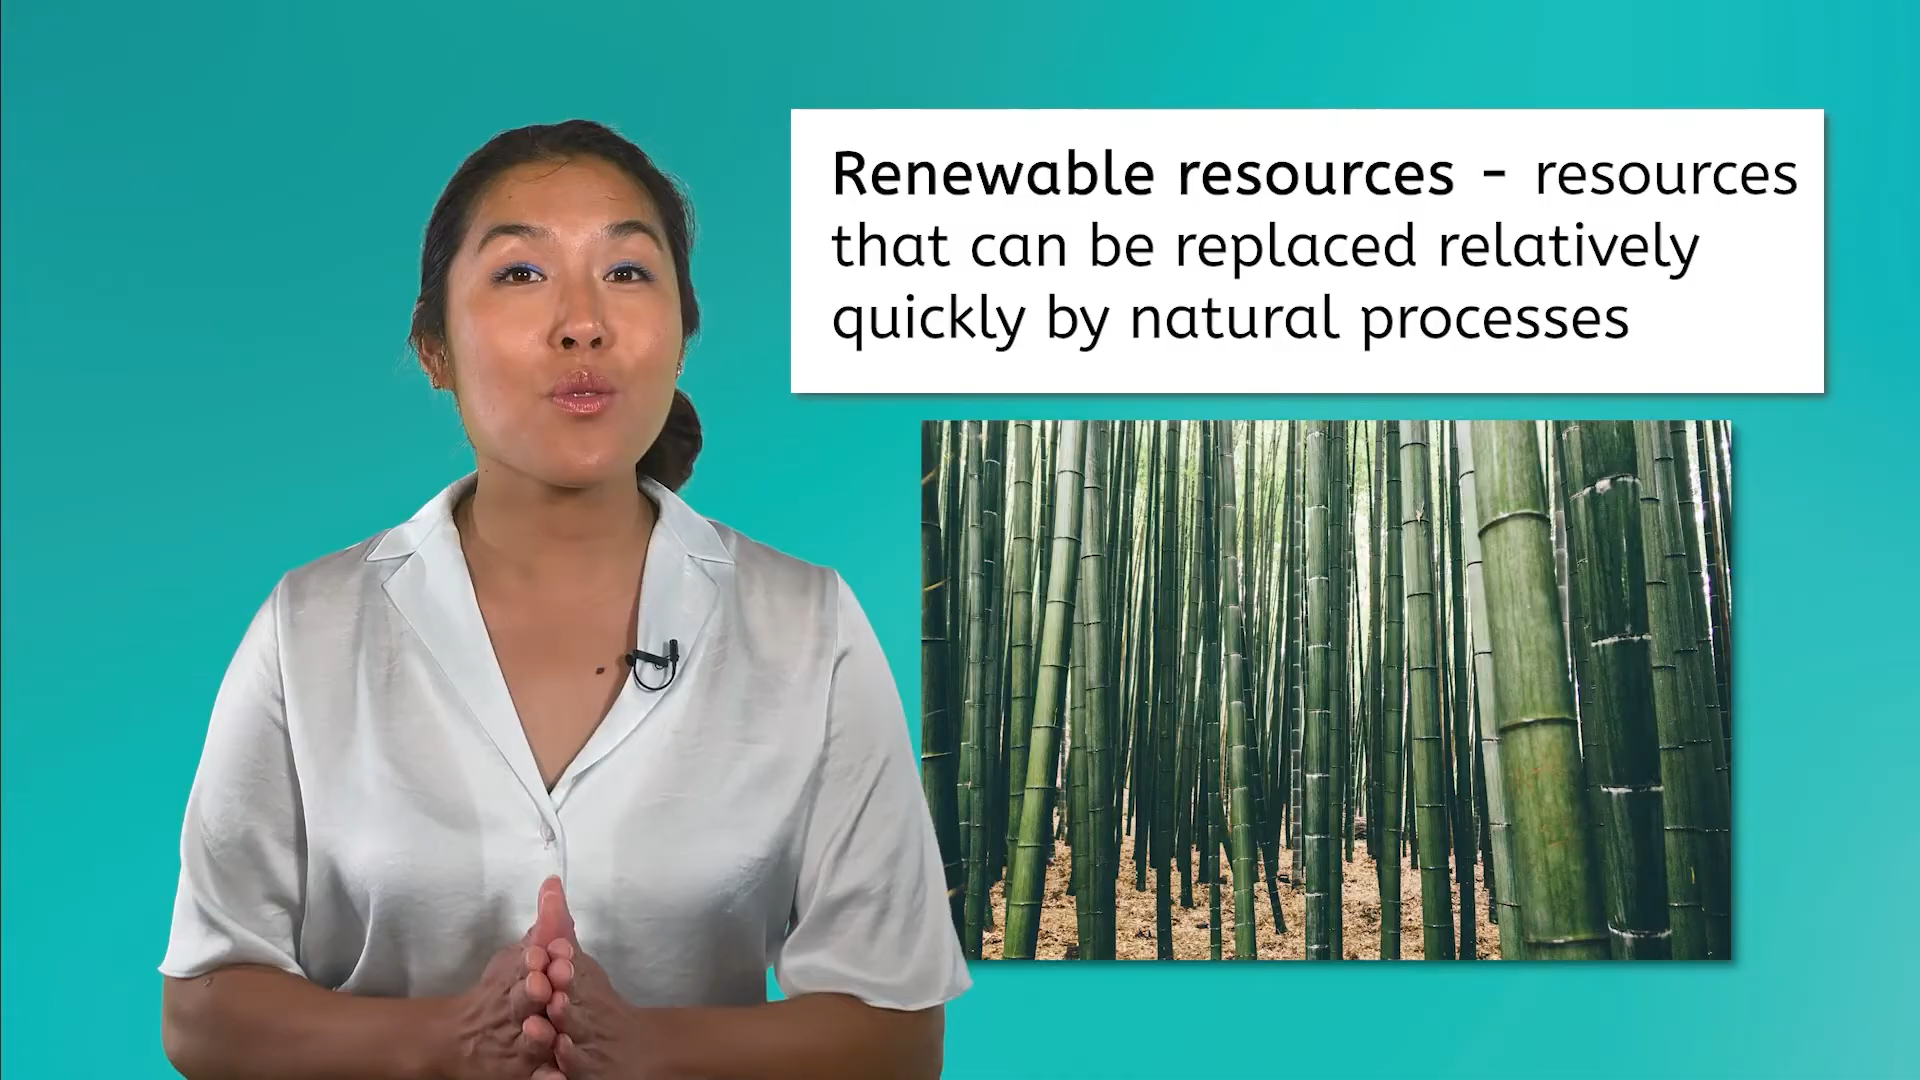 Renewable resources - resources
that can be replaced relatively
quickly by natural processes